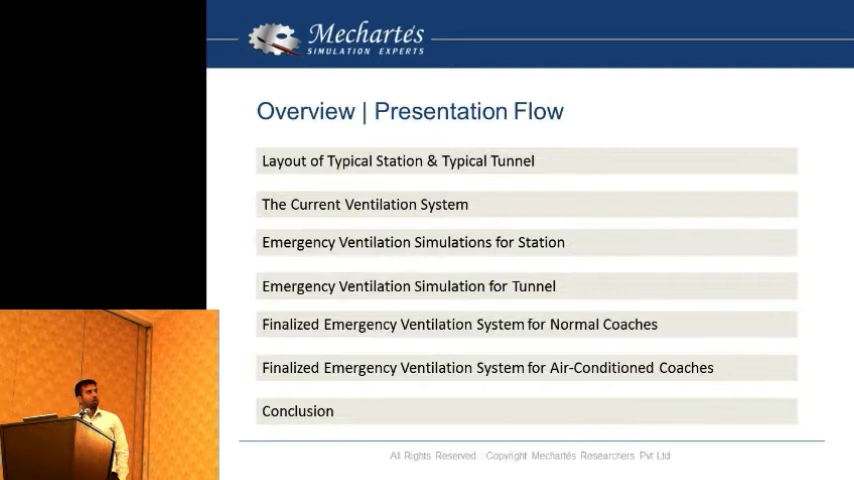 Mechartés
SIMULATION EXPERTS
Overview | Presentation Flow
Layout of Typical Station & Typical Tunnel
The Current Ventilation System
Emergency Ventilation Simulations for Station
Emergency Ventilation Simulation for Tunnel
Finalized Emergency Ventilation System for Normal Coaches
Finalized Emergency Ventilation System for Air-Conditioned Coaches
Conclusion
All Rights Reserved : Copyright Mechartés Researchers Pvt Ltd